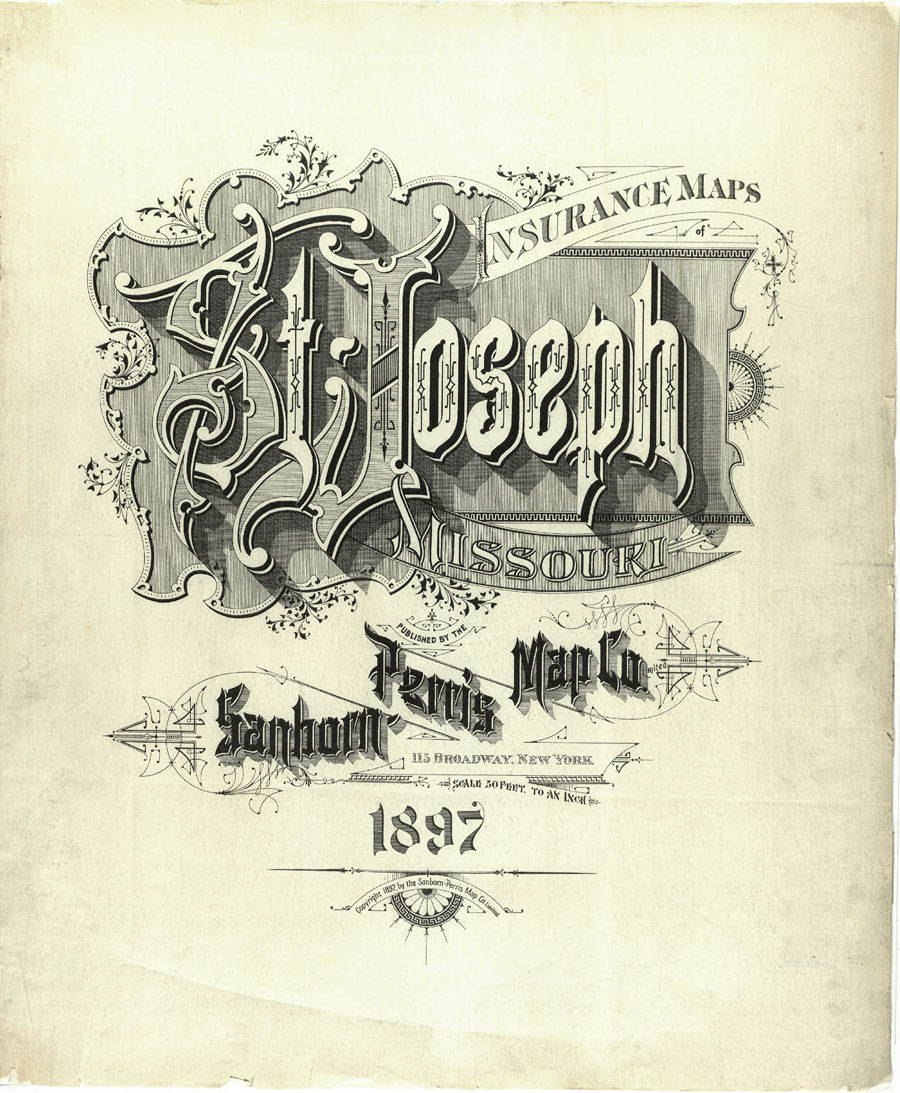 INSURANCE MAPS
of
St. Joseph
MISSOURI
PUBLISHED BY THE
Sanborn-Perris Map Co. Limited
115 BROADWAY, NEW YORK
SCALE 50 FEET. TO AN INCH
1897
Copyright 1897 by the Sanborn-Perris Map Co Limited.